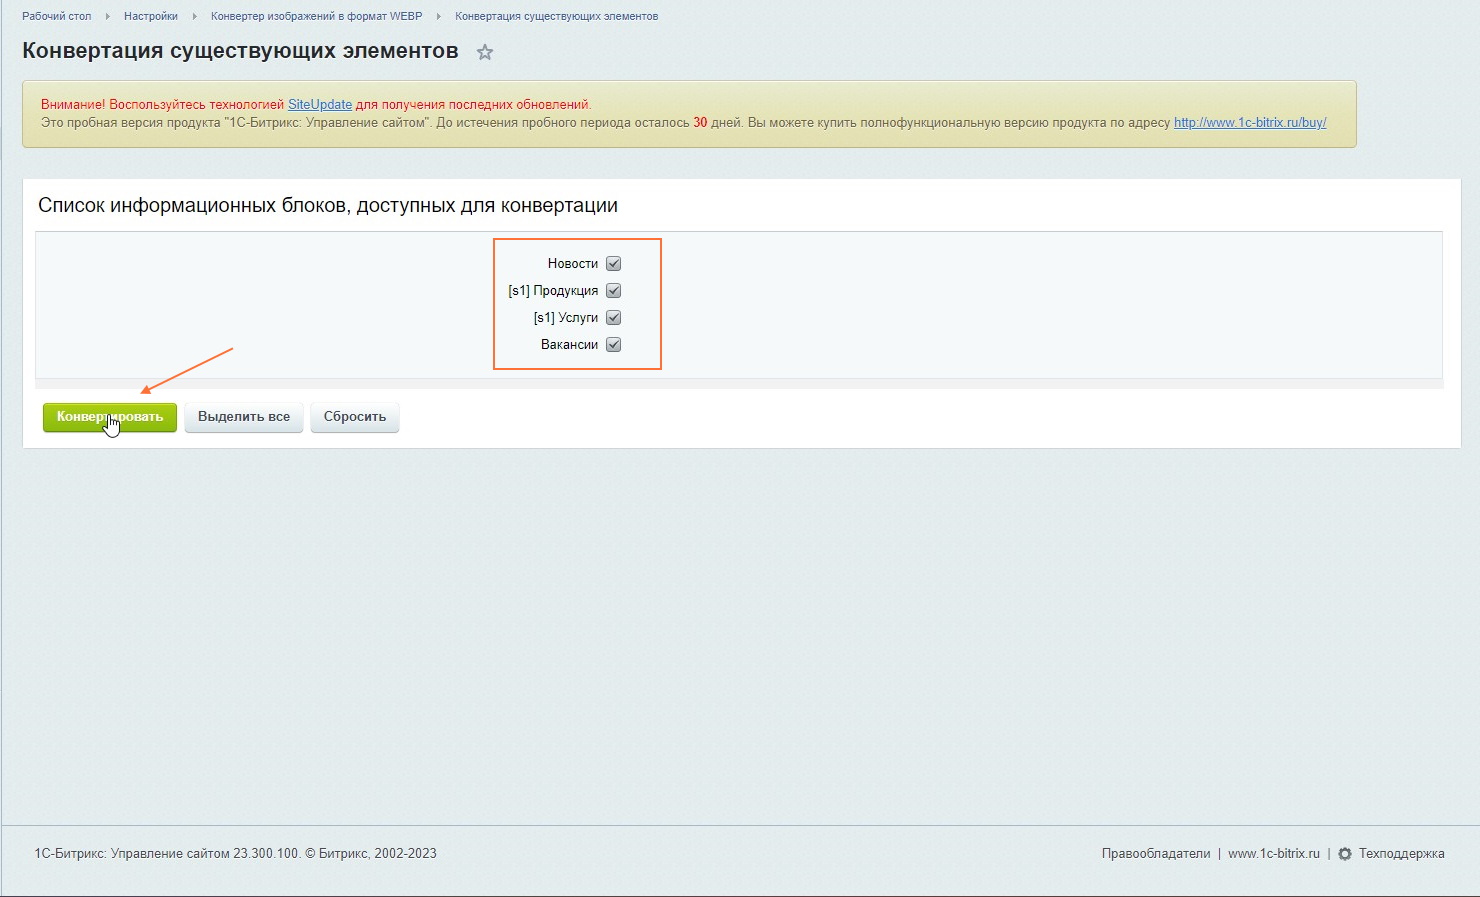 Рабочий стол Настройки Конвертер изображений в формат WEBP Конвертация существующих элементов
Конвертация существующих элементов
Внимание! Воспользуйтесь технологией SiteUpdate для получения последних обновлений.
Это пробная версия продукта "1С-Битрикс: Управление сайтом". До истечения пробного периода осталось 30 дней. Вы можете купить полнофункциональную версию продукта по адресу http://www.1c-bitrix.ru/buy/
Список информационных блоков, доступных для конвертации
Новости
[s1] Продукция
[s1] Услуги
Вакансии
Конвертировать Выделить все Сбросить
1С-Битрикс: Управление сайтом 23.300.100. © Битрикс, 2002-2023 Правообладатели | www.1c-bitrix.ru | Техподдержка